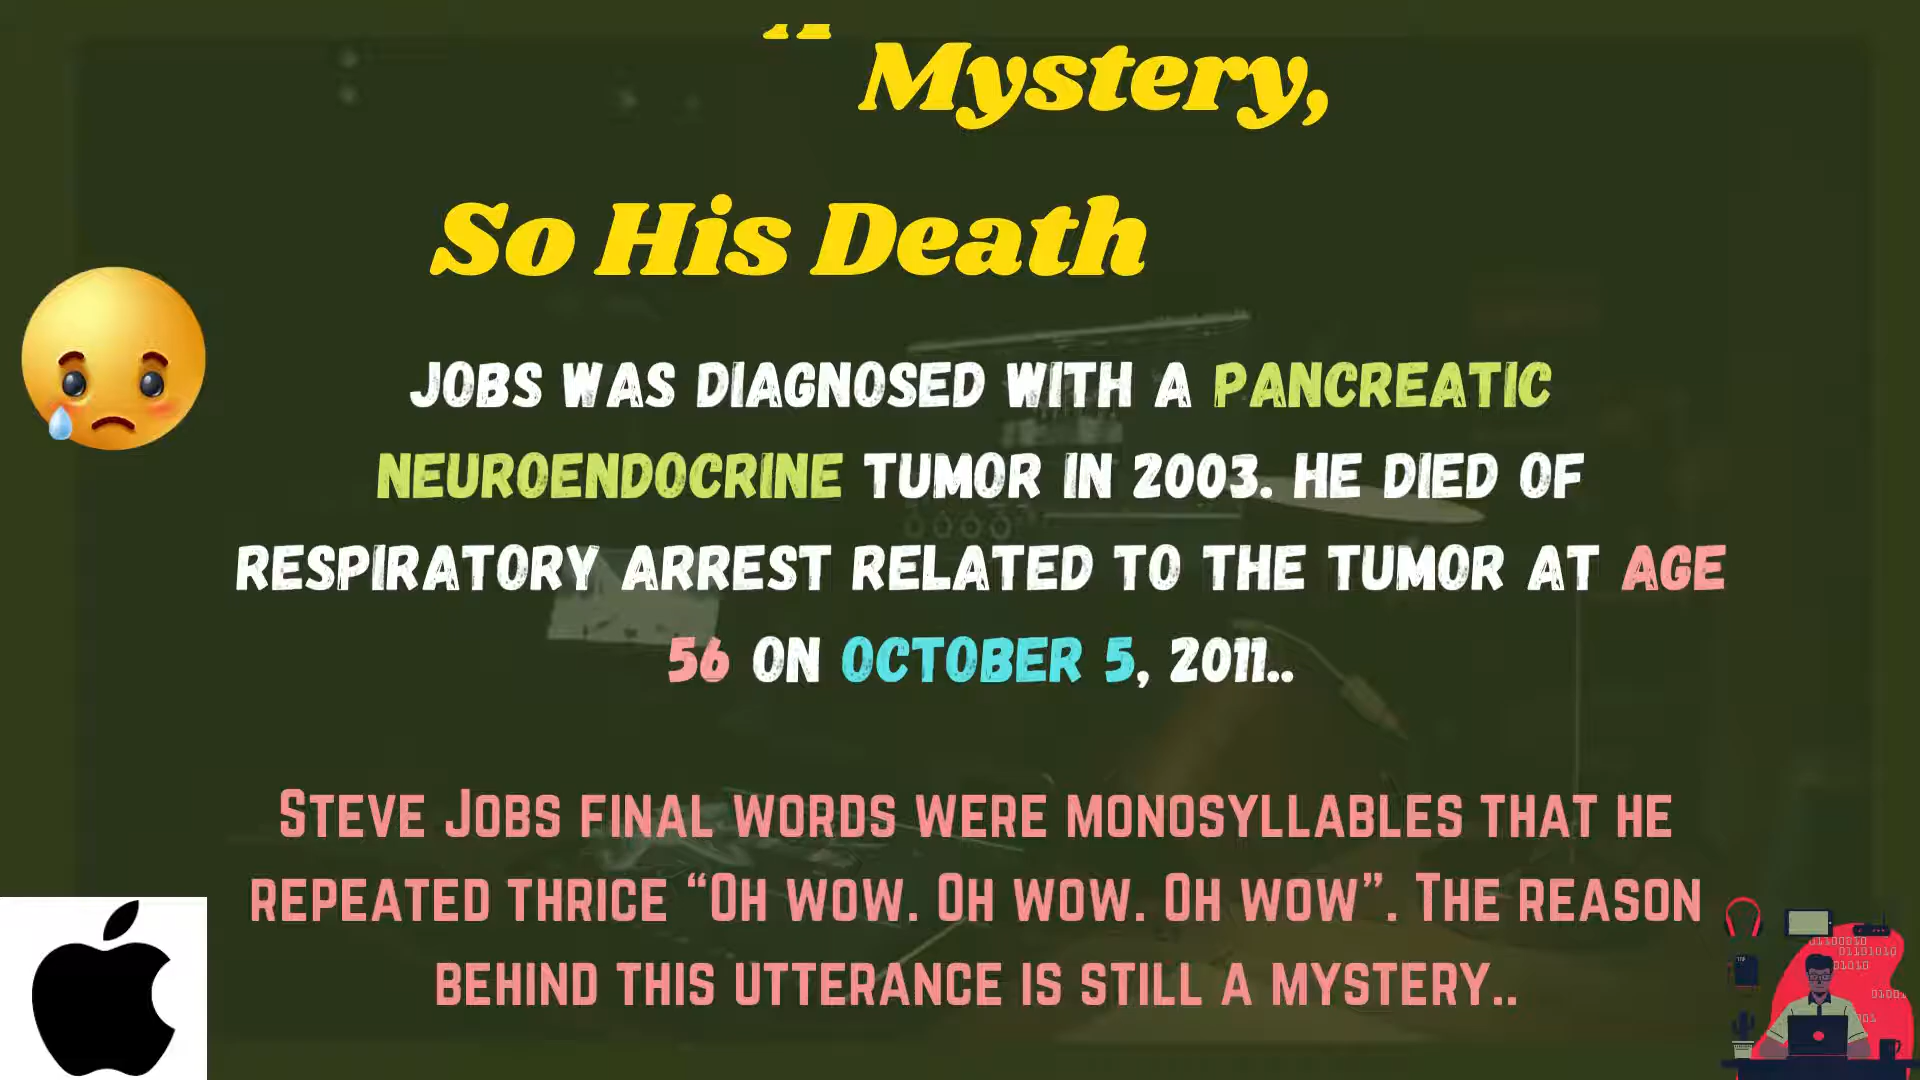 Mystery,
So His Death
JOBS WAS DIAGNOSED WITH A PANCREATIC
NEUROENDOCRINE TUMOR IN 2003. HE DIED OF
RESPIRATORY ARREST RELATED TO THE TUMOR AT AGE
56 ON OCTOBER 5, 2011..
STEVE JOBS FINAL WORDS WERE MONOSYLLABLES THAT HE
REPEATED THRICE “OH WOW. OH WOW. OH WOW”. THE REASON
BEHIND THIS UTTERANCE IS STILL A MYSTERY..
01101010
01010